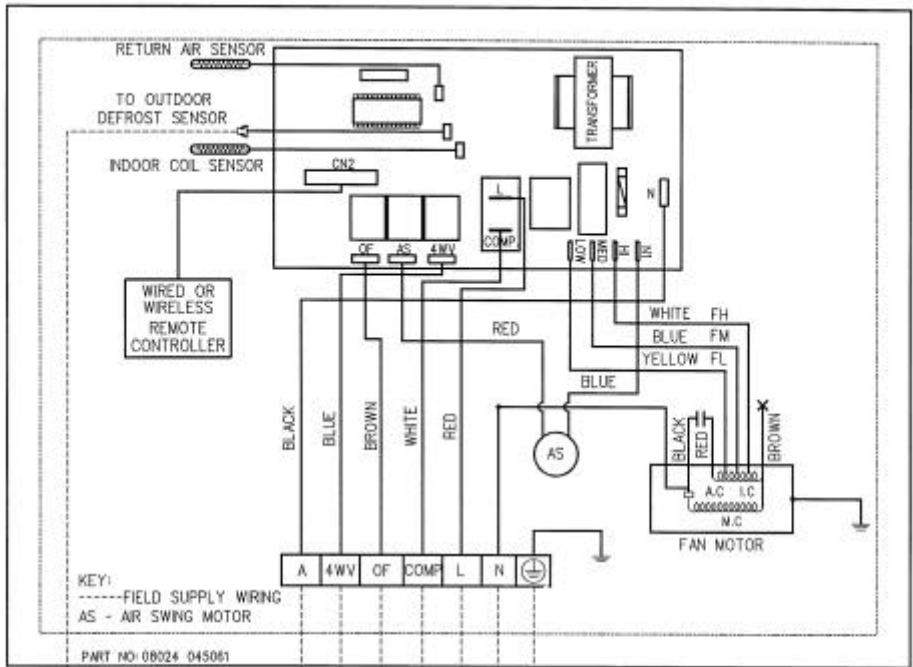 RETURN AIR SENSOR
TO OUTDOOR
DEFROST SENSOR
INDOOR COIL SENSOR
CN2
TRANSFORMER
L
COMP
N
OF
AS
4WV
LOW
MED
HI
N1
WIRED OR
WIRELESS
REMOTE
CONTROLLER
WHITE FH
BLUE FM
YELLOW FL
RED
BLUE
BLACK
BLUE
BROWN
WHITE
RED
AS
BLACK
RED
BROWN
A.C I.C
M.C
FAN MOTOR
A 4WV OF COMP L N
KEY:
------FIELD SUPPLY WIRING
AS - AIR SWING MOTOR
PART NO: 08024 045061